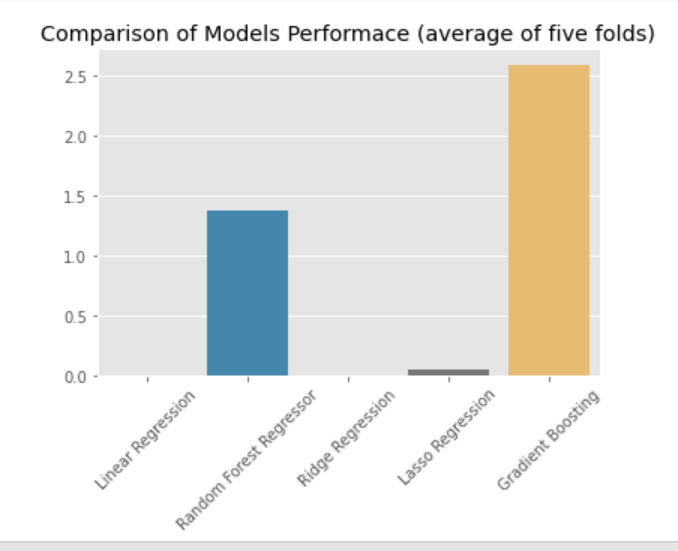 Comparison of Models Performace (average of five folds)
2.5
2.0
1.5
1.0
0.5
0.0
Linear Regression
Random Forest Regressor
Ridge Regression
Lasso Regression
Gradient Boosting